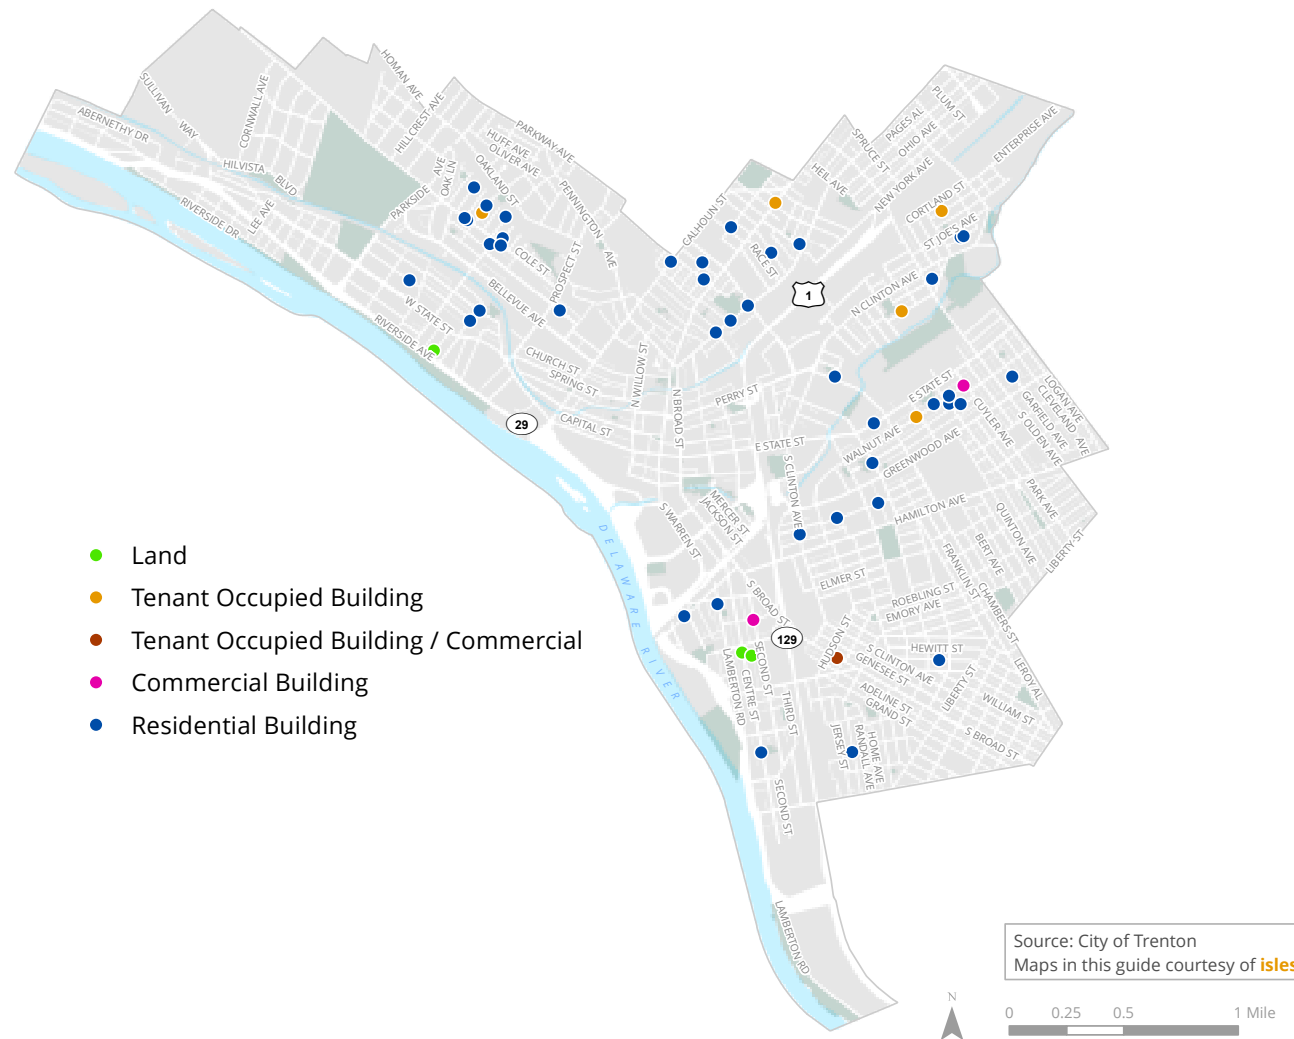 HOMAN AVE
SULLIVAN WAY
CORNWALL AVE
HILLCREST AVE
ABERNETHY DR
HUFF AVE
OLIVER AVE
PARKWAY AVE
PLUM ST
PAGES AL
OHIO AVE
SPRUCE ST
ENTERPRISE AVE
HILVISTA BLVD
OAK LN
AVE
OAKLAND ST
PARKSIDE
PENNINGTON AVE
HEIL AVE
NEW YORK AVE
CORTLAND ST
ST JOE'S AVE
RIVERSIDE DR
LEE AVE
CALHOUN ST
RACE ST
COLE ST
PROSPECT ST
BELLEVUE AVE
1
N CLINTON AVE
W STATE ST
RIVERSIDE AVE
CHURCH ST
SPRING ST
N WILLOW ST
N BROAD ST
PERRY ST
E STATE ST
CUYLER AVE
LOGAN AVE
CLEVELAND AVE
GARFIELD AVE
S OLDEN AVE
29
CAPITAL ST
E STATE ST
WALNUT AVE
GREENWOOD AVE
S CLINTON AVE
MERCER ST
JACKSON ST
S WARREN ST
HAMILTON AVE
PARK AVE
QUINTON AVE
BERT AVE
LIBERTY ST
FRANKLIN ST
CHAMBERS ST
DELAWARE RIVER
ELMER ST
ROEBLING ST
EMORY AVE
S BROAD ST
129
HUDSON ST
HEWITT ST
S CLINTON AVE
GENESEE ST
LIBERTY ST
LEROY AL
LAMBERTON RD
CENTRE ST
SECOND ST
THIRD ST
ADELINE ST
GRAND ST
WILLIAM ST
S BROAD ST
JERSEY ST
HOME AVE
RANDALL AVE
SECOND ST
LAMBERTON RD
Land
Tenant Occupied Building
Tenant Occupied Building / Commercial
Commercial Building
Residential Building
Source: City of Trenton
Maps in this guide courtesy of isles
N
0 0.25 0.5 1 Mile